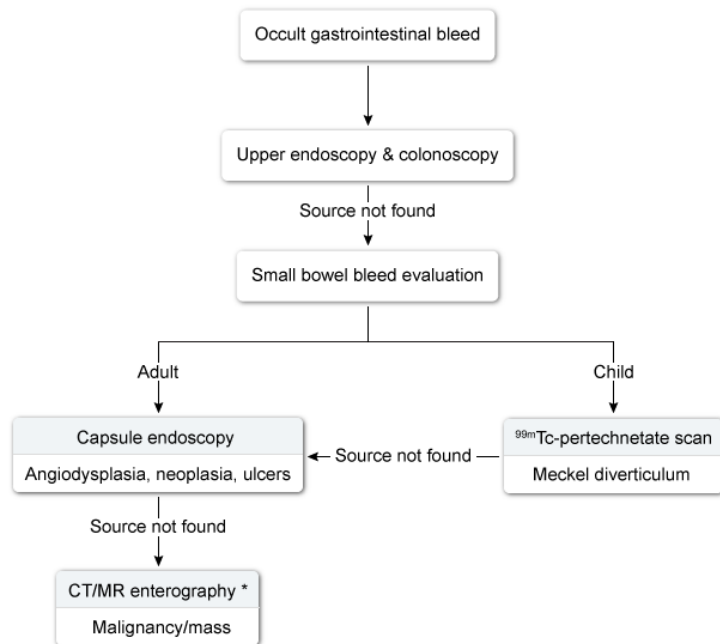 Occult gastrointestinal bleed
Upper endoscopy & colonoscopy
Source not found
Small bowel bleed evaluation
Adult
Child
Capsule endoscopy
Angiodysplasia, neoplasia, ulcers
Source not found
⁹⁹ᵐTc-pertechnetate scan
Meckel diverticulum
Source not found
CT/MR enterography *
Malignancy/mass